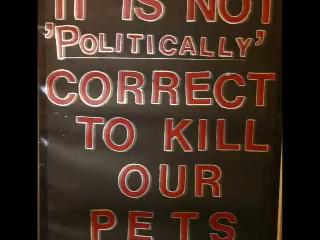 IT IS NOT
'POLITICALLY'
CORRECT
TO KILL
OUR
PETS